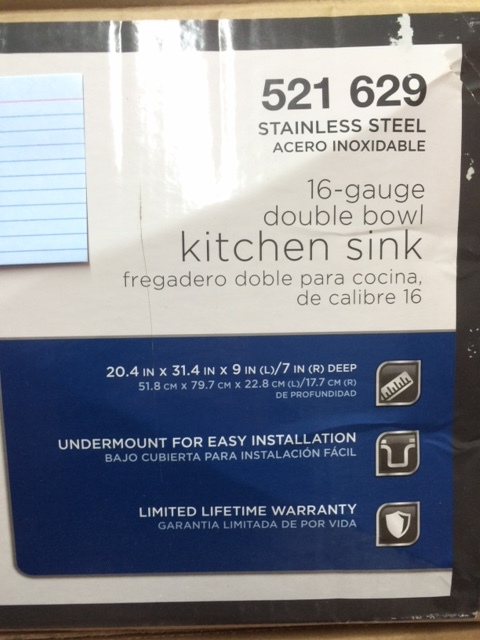 521 629
STAINLESS STEEL
ACERO INOXIDABLE
16-gauge
double bowl
kitchen sink
fregadero doble para cocina,
de calibre 16
20.4 IN X 31.4 IN X 9 IN (L)/7 IN (R) DEEP
51.8 CM X 79.7 CM X 22.8 CM (L)/17.7 CM (R)
DE PROFUNDIDAD
UNDERMOUNT FOR EASY INSTALLATION
BAJO CUBIERTA PARA INSTALACIÓN FÁCIL
LIMITED LIFETIME WARRANTY
GARANTIA LIMITADA DE POR VIDA